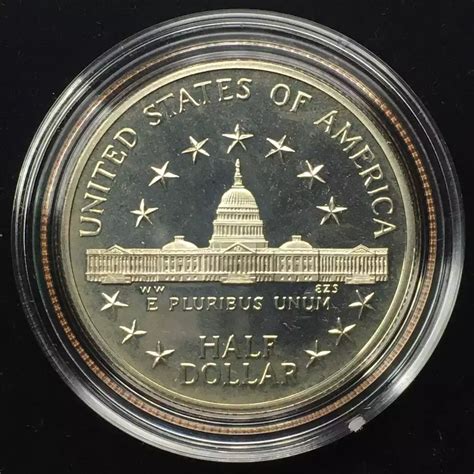 UNITED STATES OF AMERICA
WW EZS
E PLURIBUS UNUM
HALF
DOLLAR